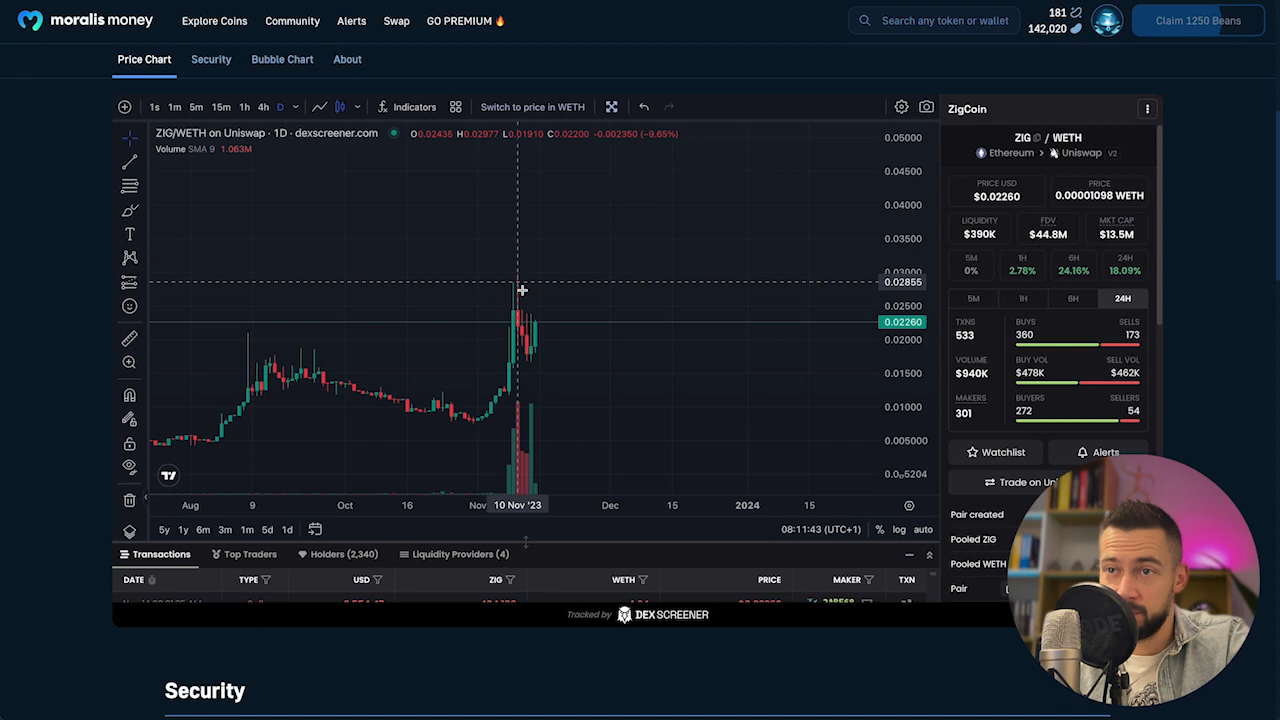 moralis money
Explore Coins
Community
Alerts
Swap
GO PREMIUM 🔥
Search any token or wallet
181
142,020
Claim 1250 Beans
Price Chart
Security
Bubble Chart
About
1s 1m 5m 15m 1h 4h D
Indicators
Switch to price in WETH
ZIG/WETH on Uniswap · 1D · dexscreener.com
O0.02435 H0.02977 L0.01910 C0.02200 -0.002350 (-9.65%)
Volume SMA 9 1.063M
0.05000
0.04500
0.04000
0.03500
0.03000
0.02855
0.02500
0.02260
0.02000
0.01500
0.01000
0.005000
Aug 9 Oct 16 Nov 10 Nov '23 Dec 15 2024 15
5y 1y 6m 3m 1m 5d 1d
08:11:43 (UTC+1)
% log auto
Transactions
Top Traders
Holders (2,340)
Liquidity Providers (4)
DATE TYPE USD ZIG WETH PRICE MAKER TXN
Tracked by DEX SCREENER
ZigCoin
ZIG / WETH
Ethereum > Uniswap V2
PRICE USD
$0.02260
PRICE
0.00001098 WETH
LIQUIDITY
$390K
FDV
$44.8M
MKT CAP
$13.5M
5M
0%
1H
2.78%
6H
24.16%
24H
18.09%
5M 1H 6H 24H
TXNS
533
BUYS
360
SELLS
173
VOLUME
$940K
BUY VOL
$478K
SELL VOL
$462K
MAKERS
301
BUYERS
272
SELLERS
54
Watchlist
Alerts
Trade on
Pair created
Pooled ZIG
Pooled WETH
Pair
Security